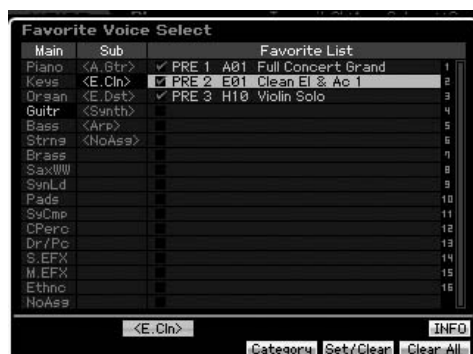 Favorite Voice Select
Main Sub Favorite List
Piano <A.Gtr> PRE 1 A01 Full Concert Grand 1
Keys <E.Cln> PRE 2 E01 Clean El & Ac 1 2
Organ <E.Dst> PRE 3 H10 Violin Solo 3
Guitr <Synth> 4
Bass <Arp> 5
Strng <NoAsg> 6
Brass 7
SaxWW 8
SynLd 9
Pads 10
SyCmp 11
CPerc 12
Dr/Pc 13
S.EFX 14
M.EFX 15
Ethnc 16
NoAsg
<E.Cln> INFO
Category Set/Clear Clear All